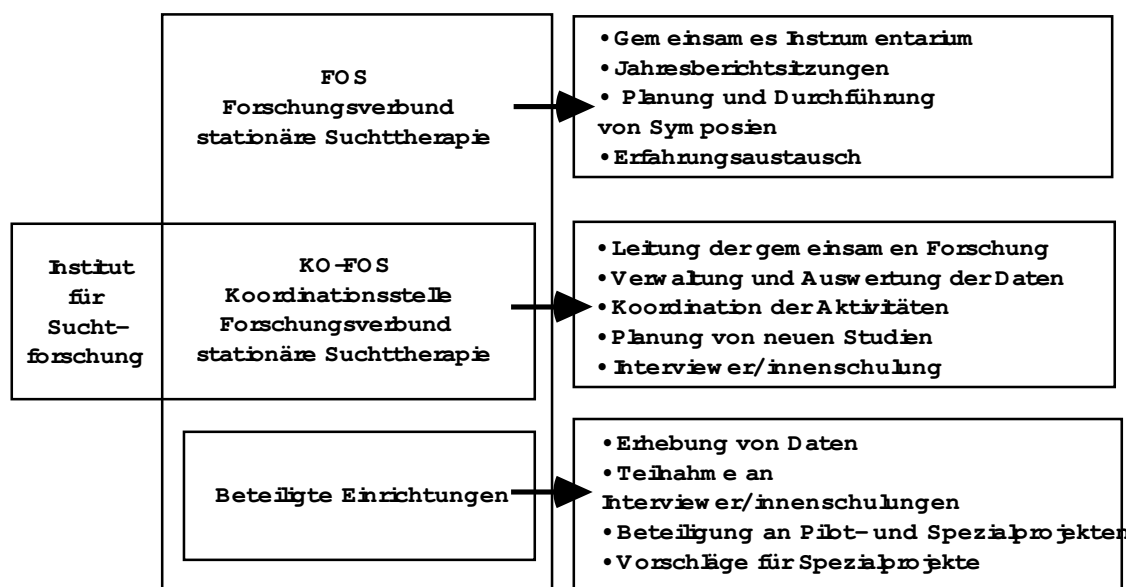 FOS
Forschungsverbund
stationäre Suchttherapie
• Gemeinsames Instrumentarium
• Jahresberichtsitzungen
• Planung und Durchführung
von Symposien
• Erfahrungsaustausch
Institut
für
Sucht-
forschung
KO-FOS
Koordinationsstelle
Forschungsverbund
stationäre Suchttherapie
• Leitung der gemeinsamen Forschung
• Verwaltung und Auswertung der Daten
• Koordination der Aktivitäten
• Planung von neuen Studien
• Interviewer/innenschulung
Beteiligte Einrichtungen
• Erhebung von Daten
• Teilnahme an
Interviewer/innenschulungen
• Beteiligung an Pilot- und Spezialprojekten
• Vorschläge für Spezialprojekte